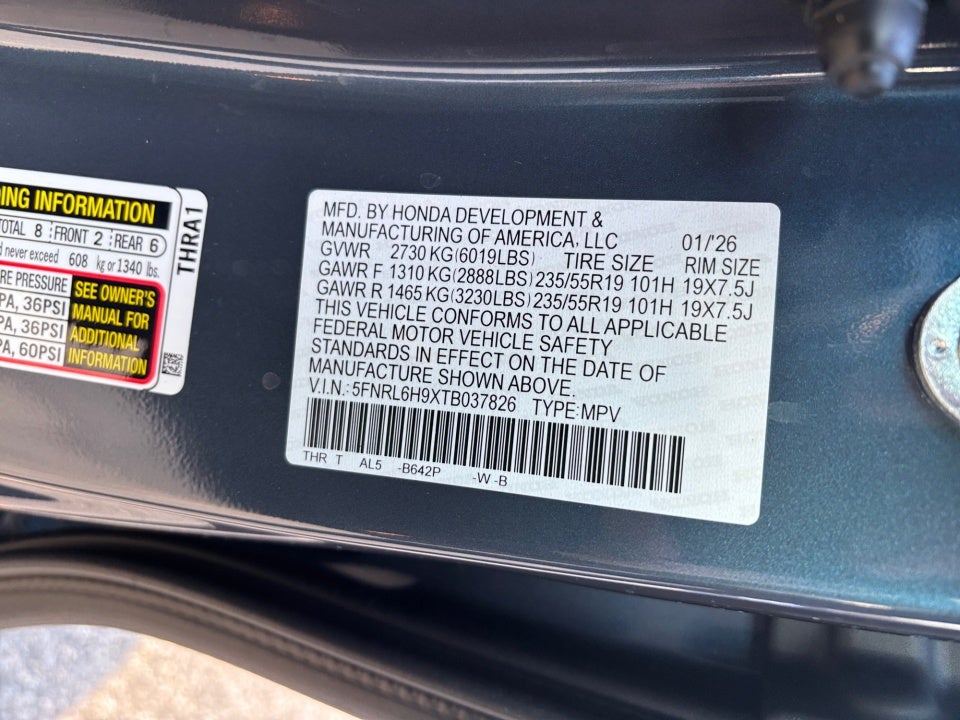 ING INFORMATION
TOTAL 8 FRONT 2 REAR 6
never exceed 608 kg or 1340 lbs.
RE PRESSURE
PA, 36PSI
PA, 36PSI
PA, 60PSI
SEE OWNER'S
MANUAL FOR
ADDITIONAL
INFORMATION
THRA1
MFD. BY HONDA DEVELOPMENT &
MANUFACTURING OF AMERICA, LLC 01/'26
GVWR 2730 KG(6019LBS) TIRE SIZE RIM SIZE
GAWR F 1310 KG(2888LBS) 235/55R19 101H 19X7.5J
GAWR R 1465 KG(3230LBS) 235/55R19 101H 19X7.5J
THIS VEHICLE CONFORMS TO ALL APPLICABLE
FEDERAL MOTOR VEHICLE SAFETY
STANDARDS IN EFFECT ON THE DATE OF
MANUFACTURE SHOWN ABOVE.
V.I.N.: 5FNRL6H9XTB037826 TYPE:MPV
THR T AL5 -B642P -W -B